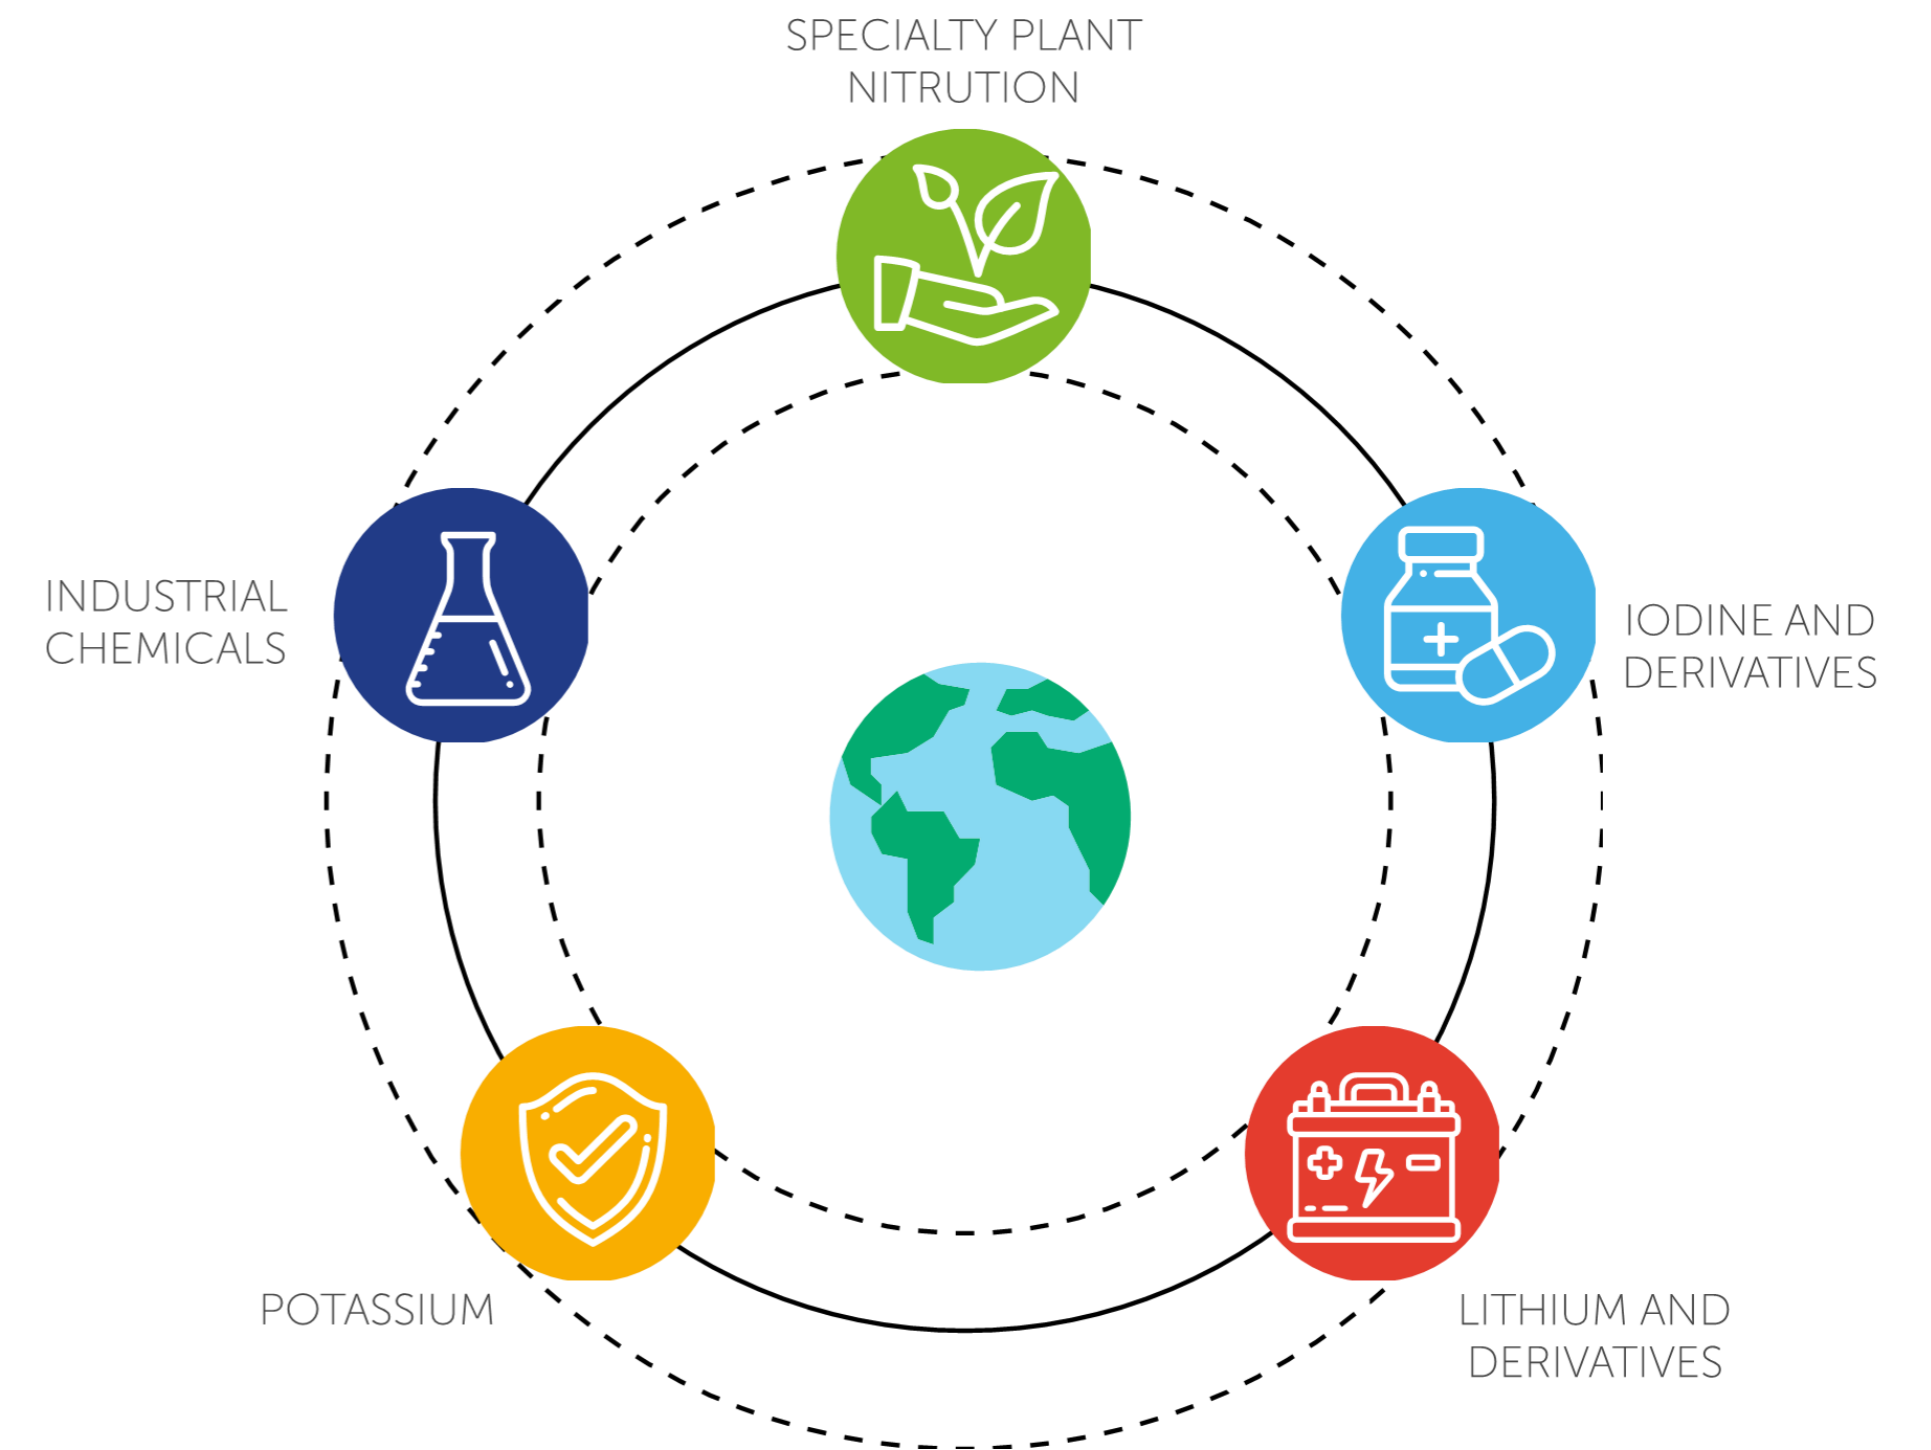 SPECIALTY PLANT
NITRUTION
INDUSTRIAL
CHEMICALS
IODINE AND
DERIVATIVES
POTASSIUM
LITHIUM AND
DERIVATIVES